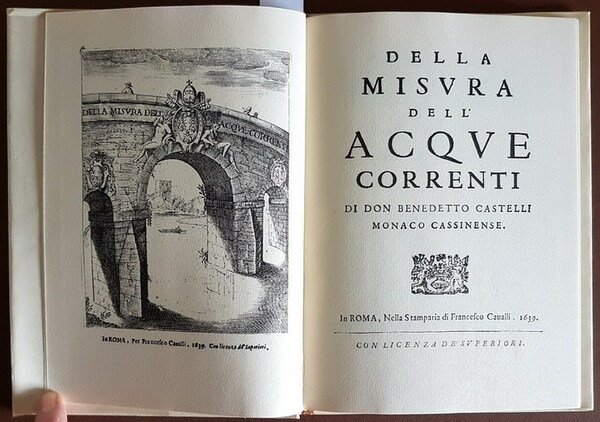 DELLA MISVRA DELL' ACQVE CORRENTI
In ROMA, Per Francesco Caualli. 1639. Con licenza de' Superiori.
DELLA
MISVRA
DELL'
ACQVE
CORRENTI
DI DON BENEDETTO CASTELLI
MONACO CASSINENSE.
In ROMA, Nella Stamparia di Francesco Caualli. 1639.
CON LICENZA DE' SVPERIORI.